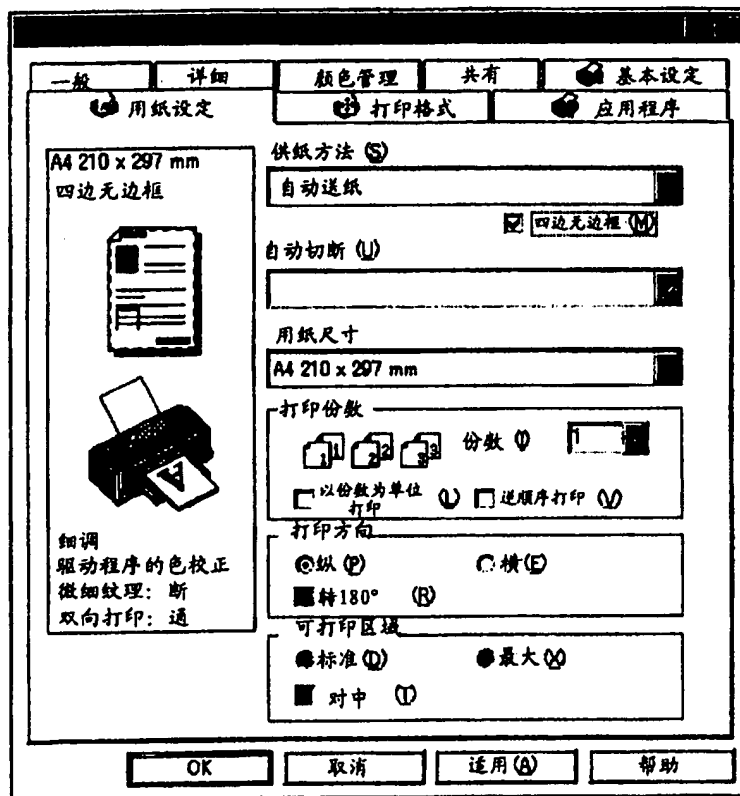 一般 详细 颜色管理 共有 基本设定
用纸设定 打印格式 应用程序
A4 210 x 297 mm
四边无边框
细调
驱动程序的色校正
微细纹理：断
双向打印：通
供纸方法 (S)
自动送纸
四边无边框 (M)
自动切断 (U)
用纸尺寸
A4 210 x 297 mm
打印份数
1 1 2 2 3 3 份数 (I) 1
以份数为单位打印 (L) 逆顺序打印 (V)
打印方向
纵 (P) 横(E)
转180° (R)
可打印区域
标准(D) 最大(X)
对中 (T)
OK 取消 适用(A) 帮助